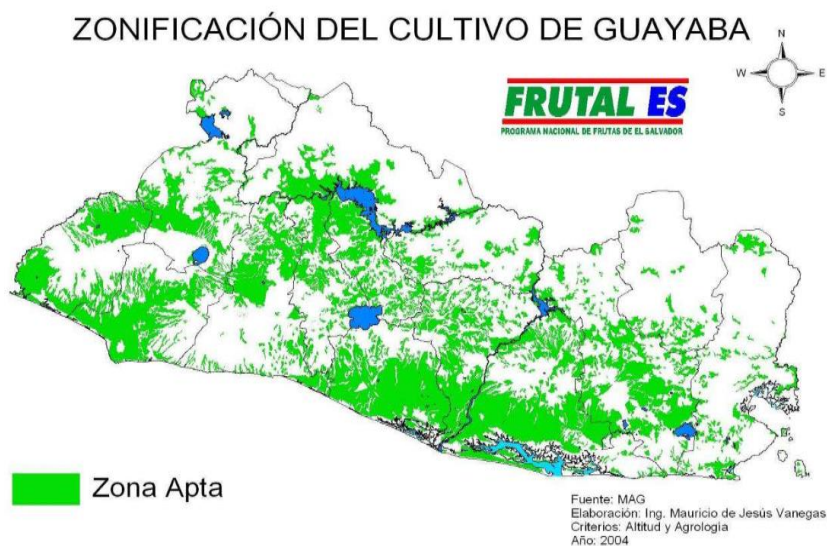 ZONIFICACIÓN DEL CULTIVO DE GUAYABA
N
W E
S
FRUTAL ES
PROGRAMA NACIONAL DE FRUTAS DE EL SALVADOR
Zona Apta
Fuente: MAG
Elaboración: Ing. Mauricio de Jesús Vanegas
Criterios: Altitud y Agrología
Año: 2004